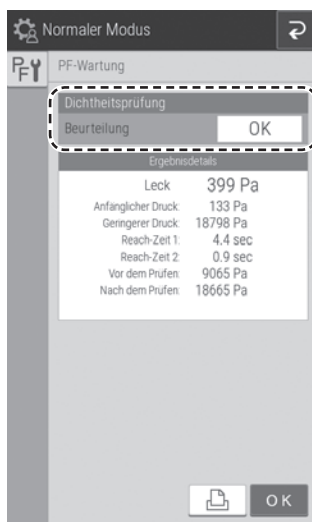 Normaler Modus
PF PF-Wartung
Dichtheitsprüfung
Beurteilung OK
Ergebnisdetails
Leck 399 Pa
Anfänglicher Druck: 133 Pa
Geringerer Druck: 18798 Pa
Reach-Zeit 1: 4.4 sec
Reach-Zeit 2: 0.9 sec
Vor dem Prüfen: 9065 Pa
Nach dem Prüfen: 18665 Pa
OK